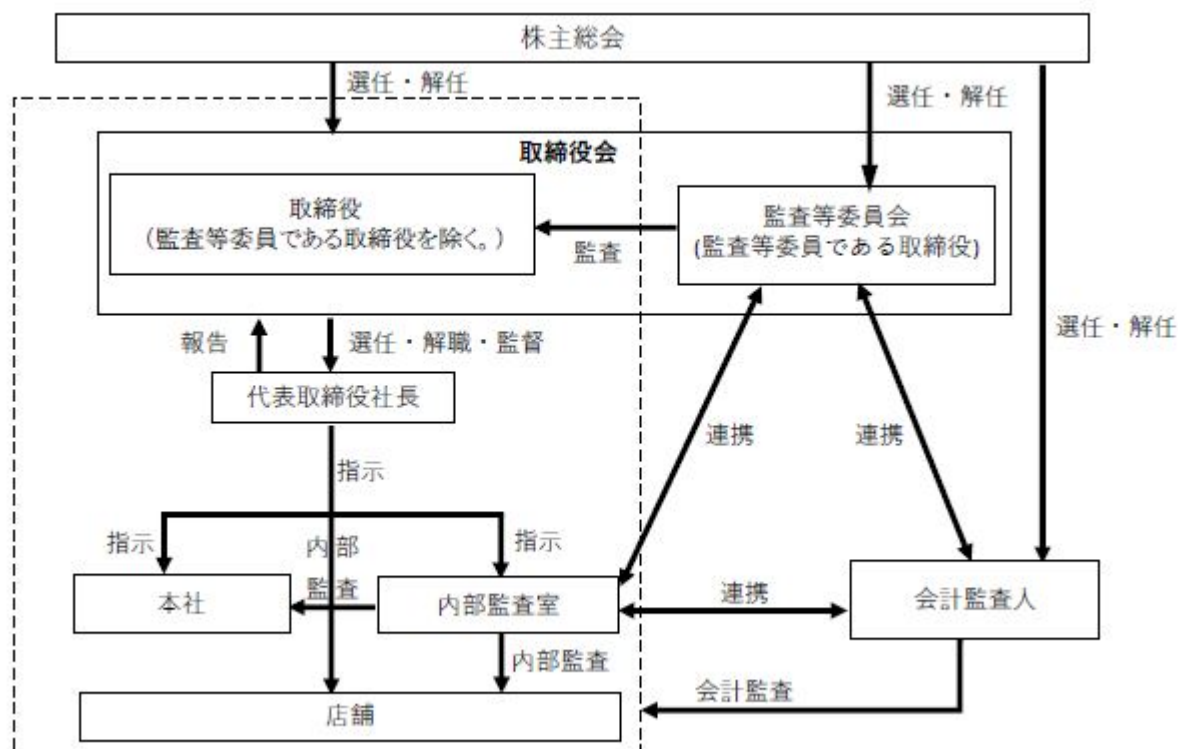 株主総会
選任・解任
選任・解任
取締役会
取締役
（監査等委員である取締役を除く。）
監査等委員会
(監査等委員である取締役)
監査
選任・解任
報告
選任・解職・監督
代表取締役社長
連携
連携
指示
指示
内部
監査
指示
本社
内部監査室
連携
会計監査人
内部監査
会計監査
店舗